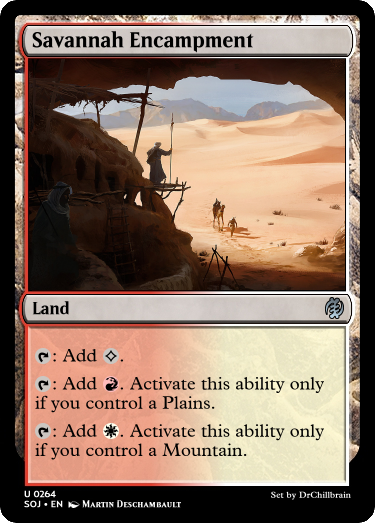 Savannah Encampment
Land
: Add .
: Add . Activate this ability only
if you control a Plains.
: Add . Activate this ability only
if you control a Mountain.
U 0264
SOJ • EN Martin Deschambault
Set by DrChillbrain